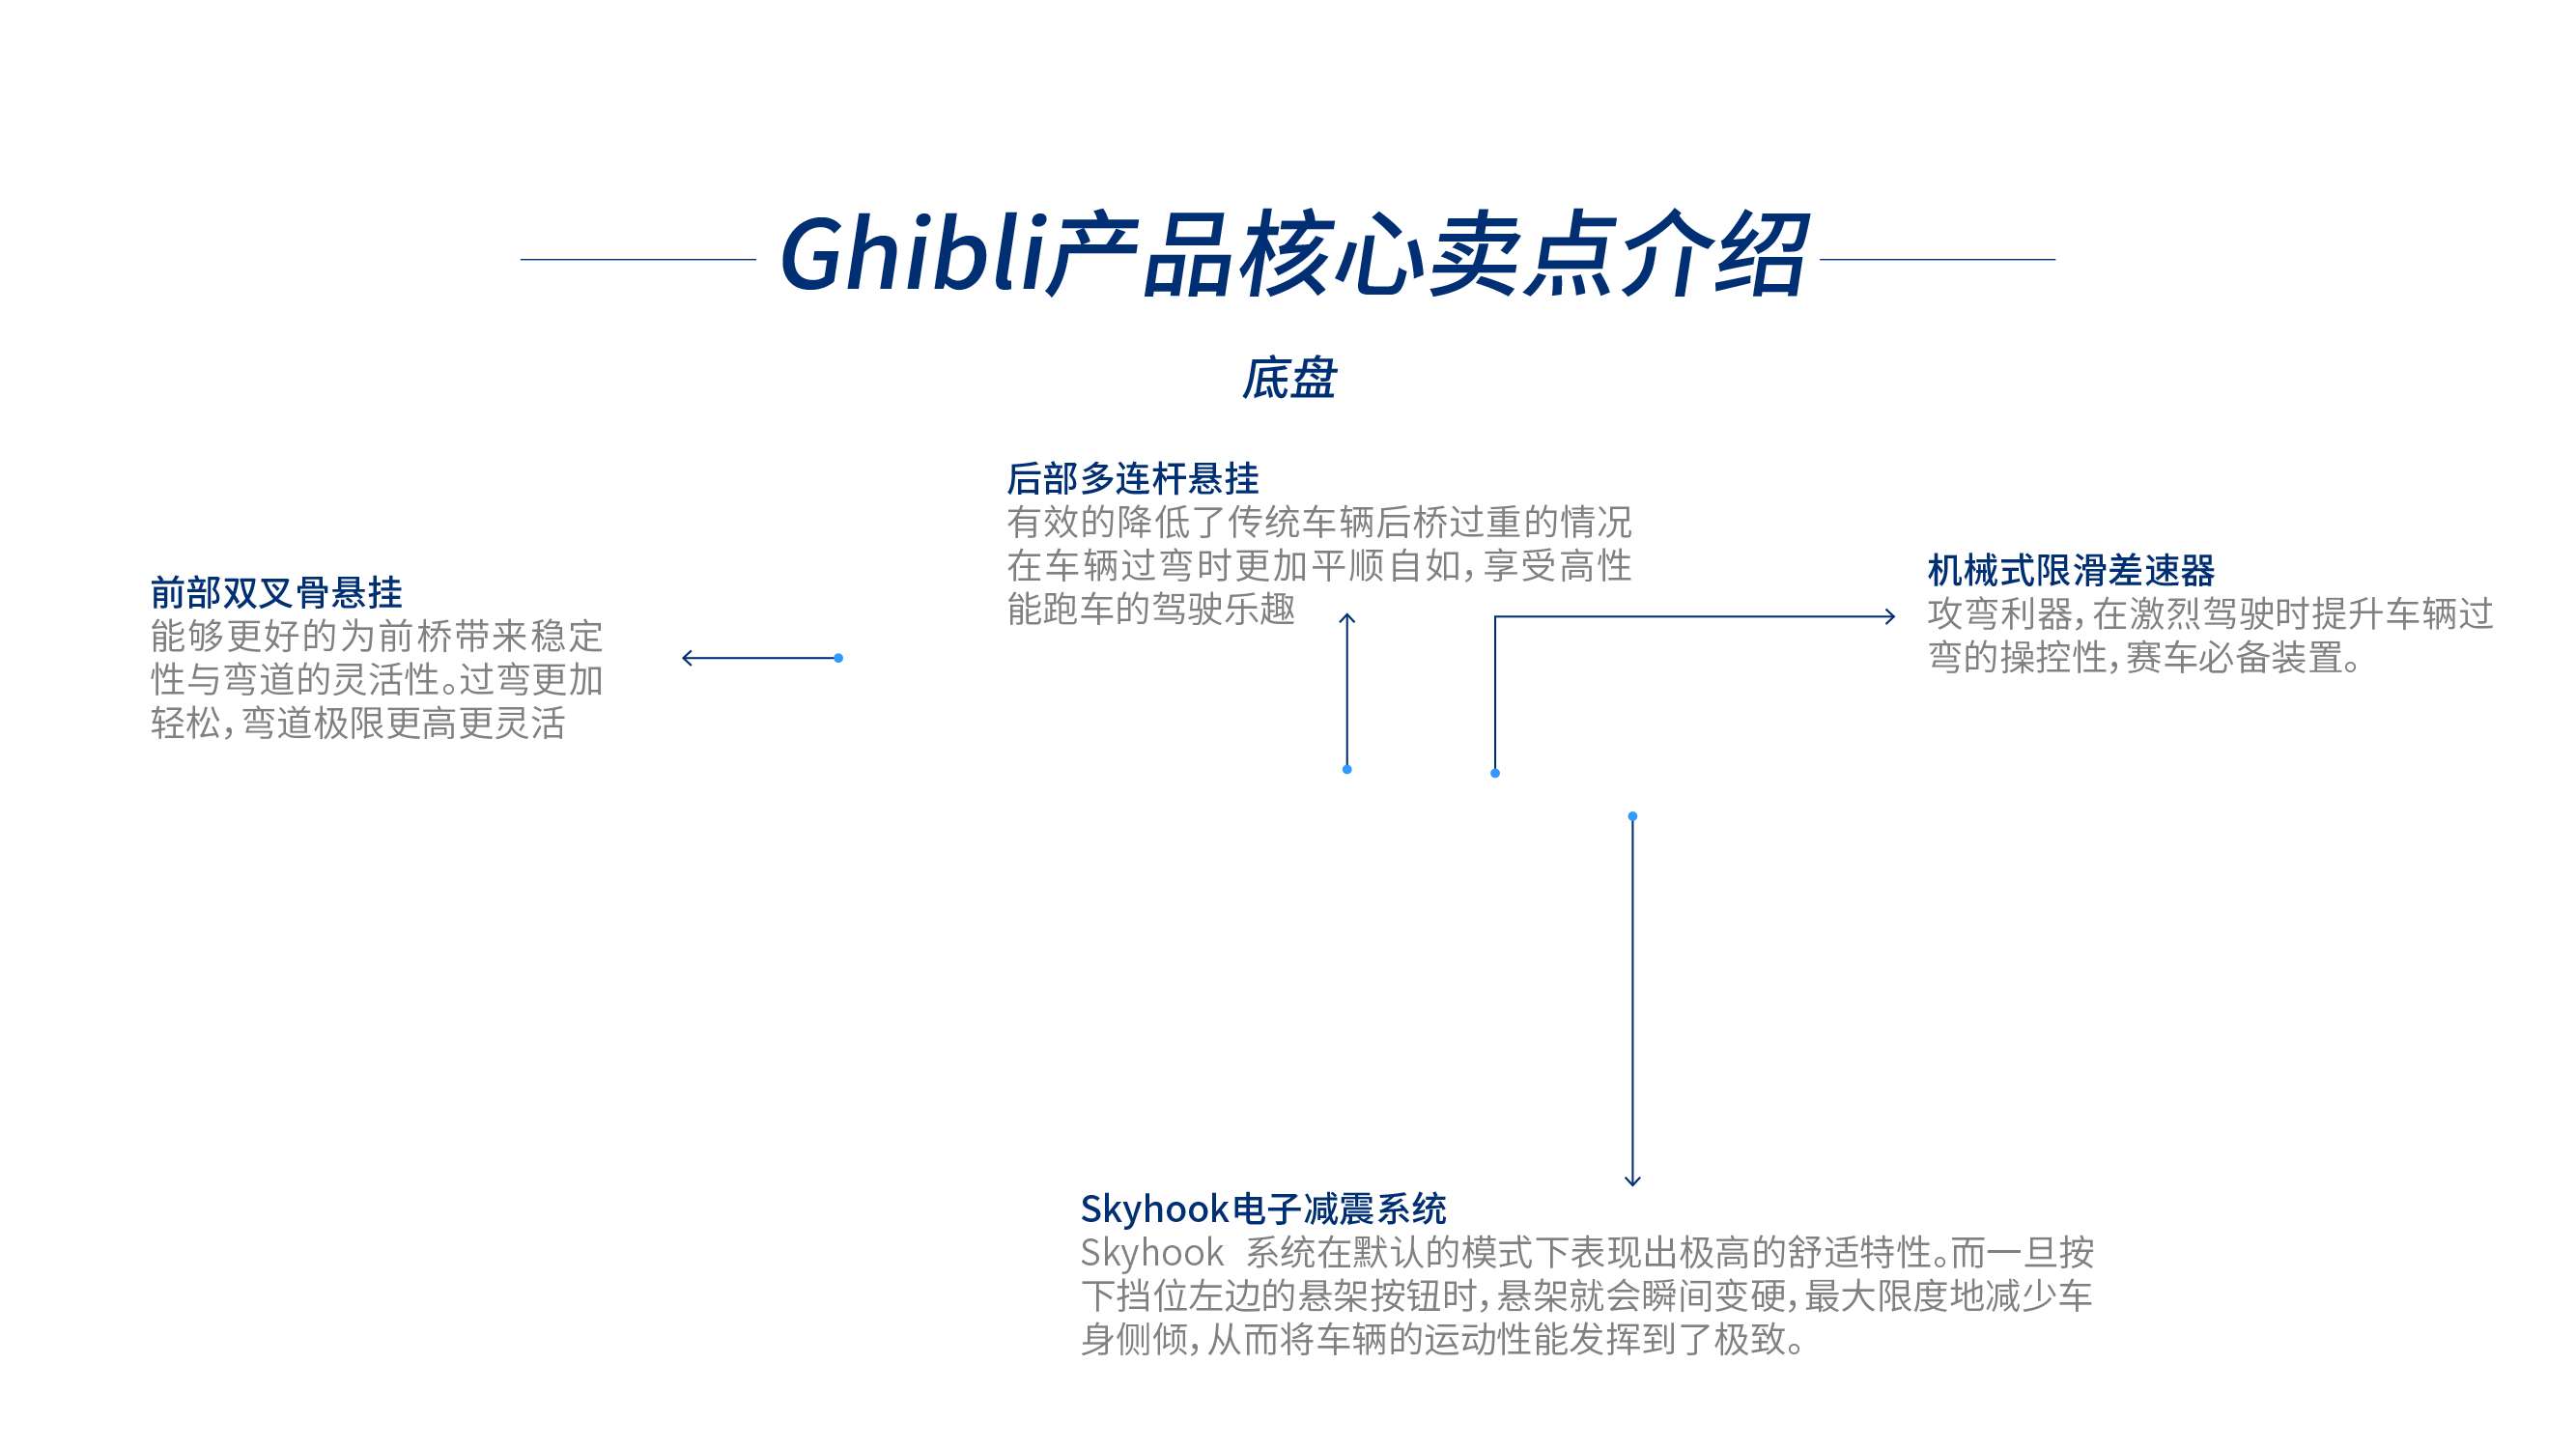 Ghibli产品核心卖点介绍
底盘
后部多连杆悬挂
有效的降低了传统车辆后桥过重的情况
在车辆过弯时更加平顺自如，享受高性
能跑车的驾驶乐趣
前部双叉骨悬挂
能够更好的为前桥带来稳定
性与弯道的灵活性。过弯更加
轻松，弯道极限更高更灵活
机械式限滑差速器
攻弯利器，在激烈驾驶时提升车辆过
弯的操控性，赛车必备装置。
Skyhook电子减震系统
Skyhook 系统在默认的模式下表现出极高的舒适特性。而一旦按
下挡位左边的悬架按钮时，悬架就会瞬间变硬，最大限度地减少车
身侧倾，从而将车辆的运动性能发挥到了极致。